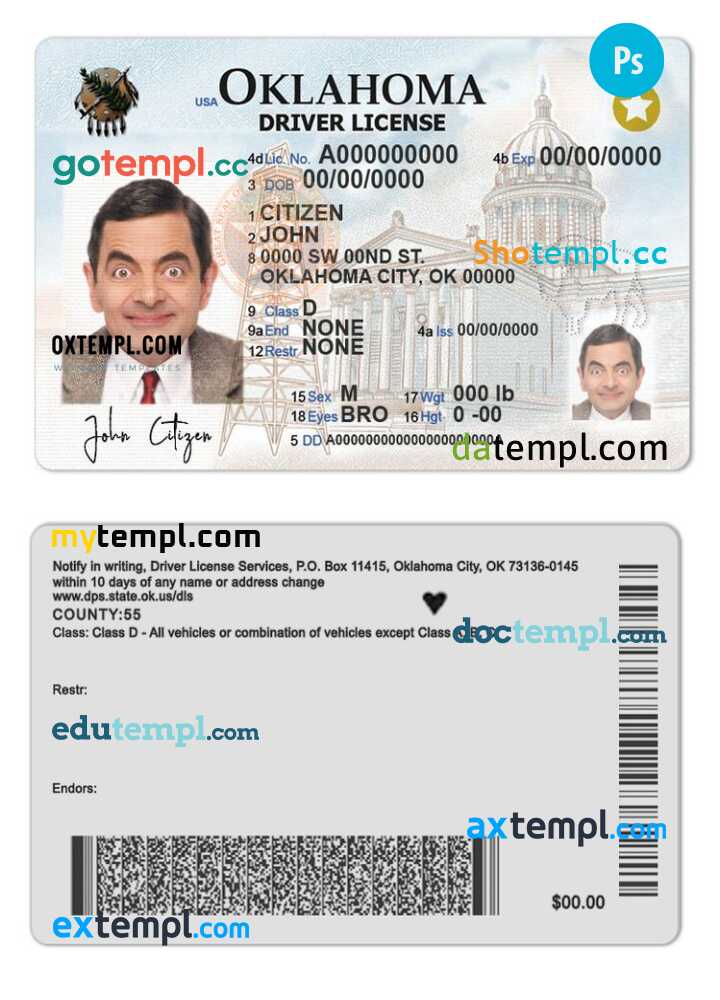 Ps
USA OKLAHOMA
DRIVER LICENSE
gotempl.cc
4d Lic. No. A000000000 4b Exp 00/00/0000
3 DOB 00/00/0000
1 CITIZEN
2 JOHN
8 0000 SW 00ND ST.
OKLAHOMA CITY, OK 00000
Shotempl.cc
9 Class D
9a End NONE 4a Iss 00/00/0000
12 Restr NONE
OXTEMPL.COM
TEMPLATES
15 Sex M 17 Wgt 000 lb
18 Eyes BRO 16 Hgt 0 -00
John Citizen
5 DD
datempl.com
mytempl.com
Notify in writing, Driver License Services, P.O. Box 11415, Oklahoma City, OK 73136-0145
within 10 days of any name or address change
www.dps.state.ok.us/dls
COUNTY:55
Class: Class D - All vehicles or combination of vehicles except Class
doctempl.com
Restr:
edutempl.com
Endors:
axtempl.com
$00.00
extempl.com